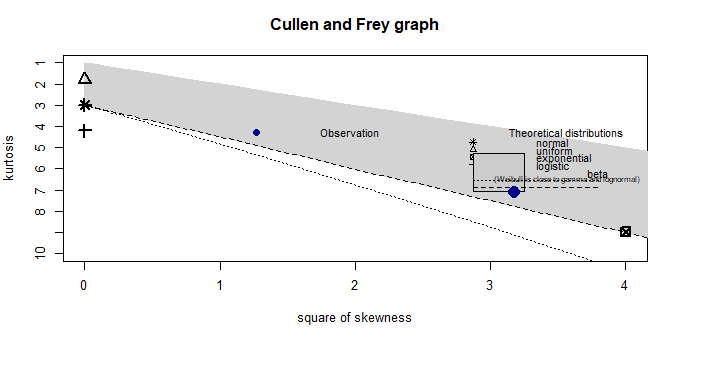 Cullen and Frey graph
kurtosis
1
2
3
4
5
6
7
8
10
Observation
Theoretical distributions
normal
uniform
exponential
logistic
beta
(Weibull is close to gamma and lognormal)
0
1
2
3
4
square of skewness